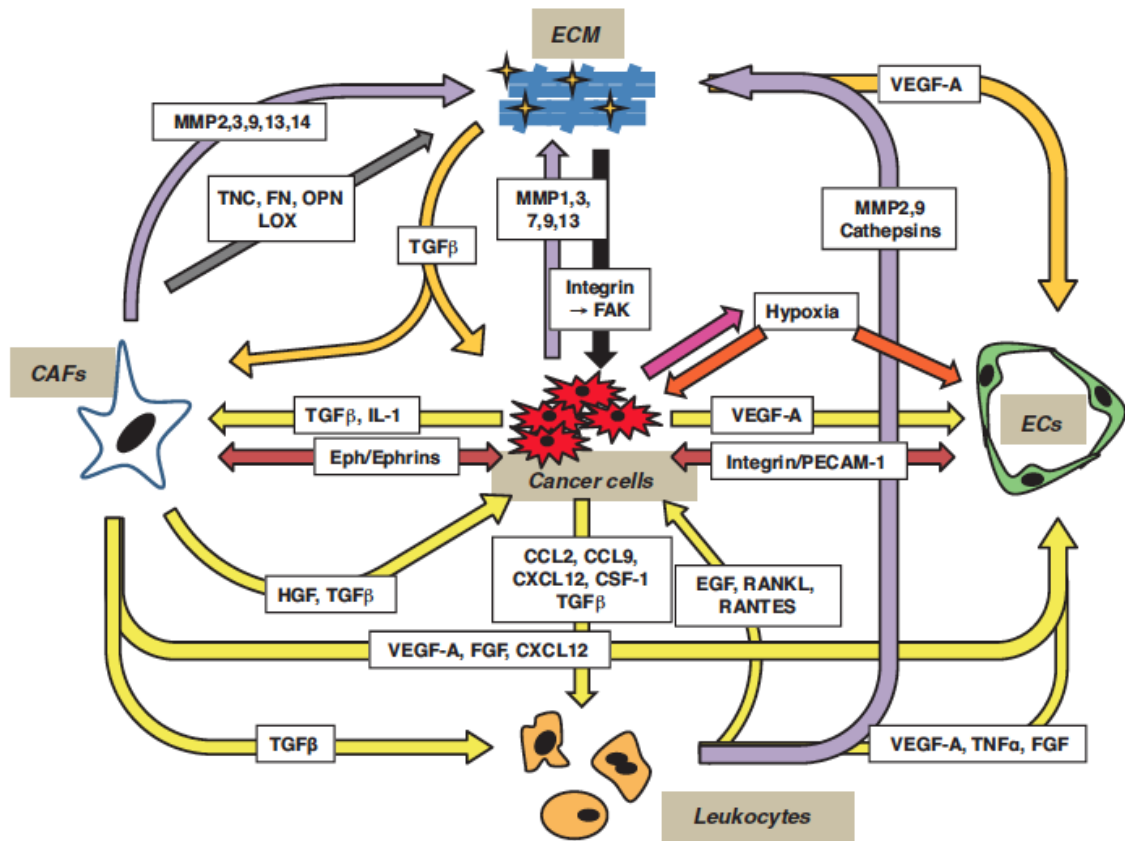 ECM
VEGF-A
MMP2,3,9,13,14
TNC, FN, OPN
LOX
MMP1,3,
7,9,13
MMP2,9
Cathepsins
TGFβ
Integrin
→ FAK
Hypoxia
CAFs
TGFβ, IL-1
VEGF-A
ECs
Eph/Ephrins
Integrin/PECAM-1
Cancer cells
CCL2, CCL9,
CXCL12, CSF-1
TGFβ
EGF, RANKL,
RANTES
HGF, TGFβ
VEGF-A, FGF, CXCL12
TGFβ
VEGF-A, TNFα, FGF
Leukocytes